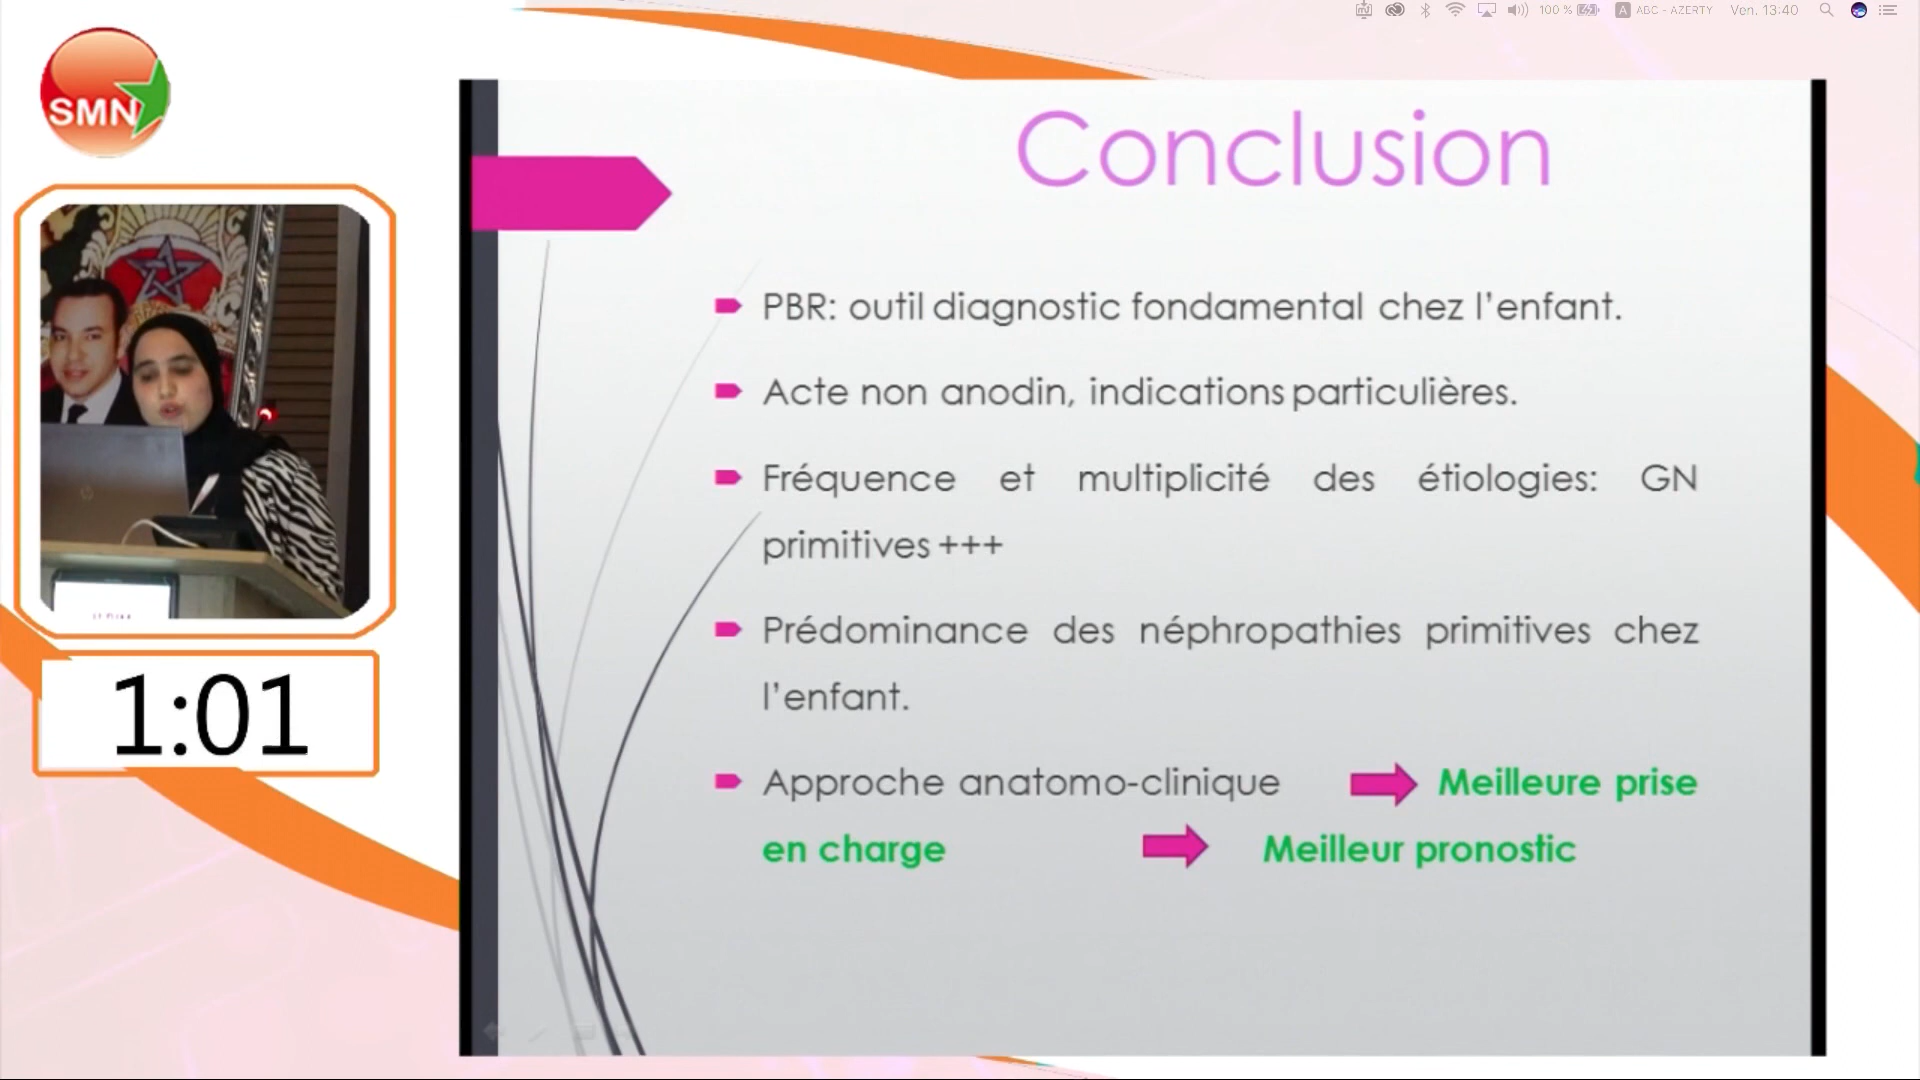 100 %
A ABC - AZERTY
Ven. 13:40
SMN
1:01
Conclusion
PBR: outil diagnostic fondamental chez l'enfant.
Acte non anodin, indications particulières.
Fréquence et multiplicité des étiologies: GN
primitives +++
Prédominance des néphropathies primitives chez
l'enfant.
Approche anatomo-clinique Meilleure prise
en charge Meilleur pronostic